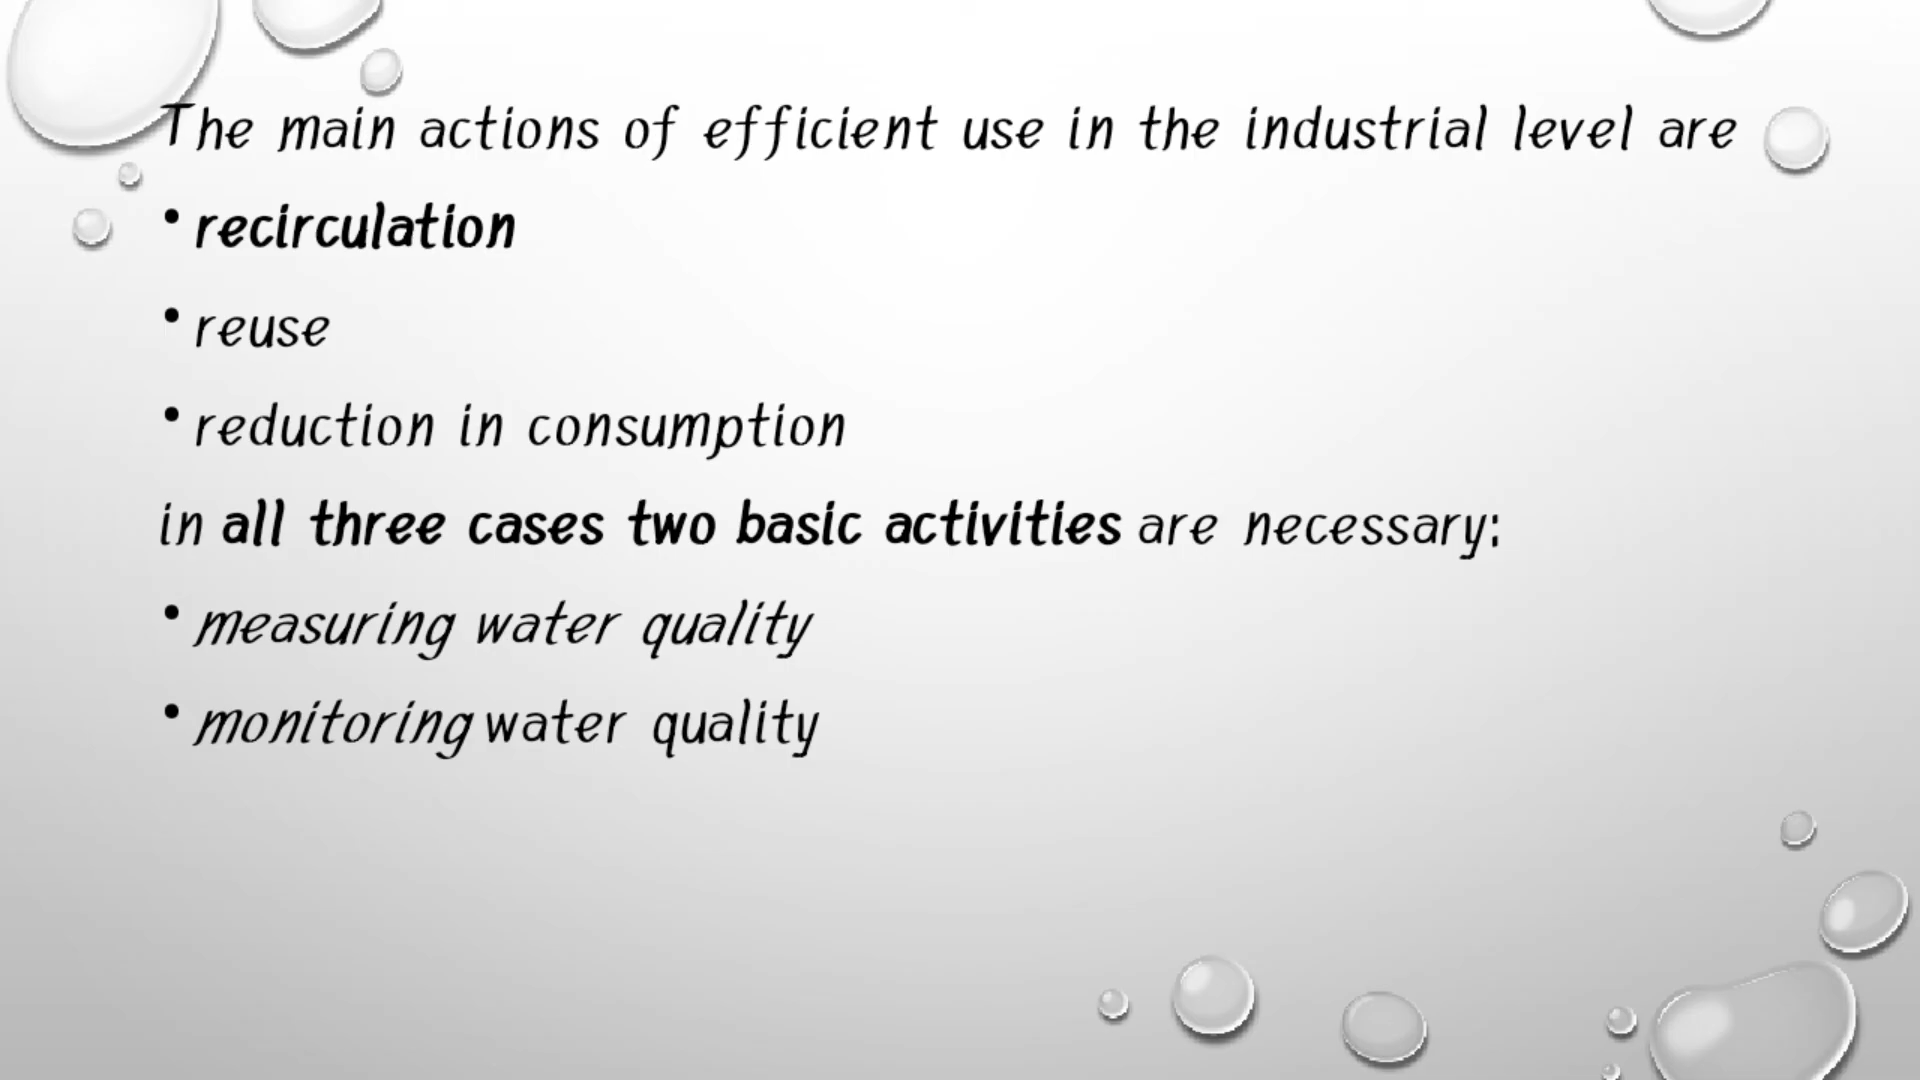 The main actions of efficient use in the industrial level are
• recirculation
• reuse
• reduction in consumption
in all three cases two basic activities are necessary:
• measuring water quality
• monitoring water quality